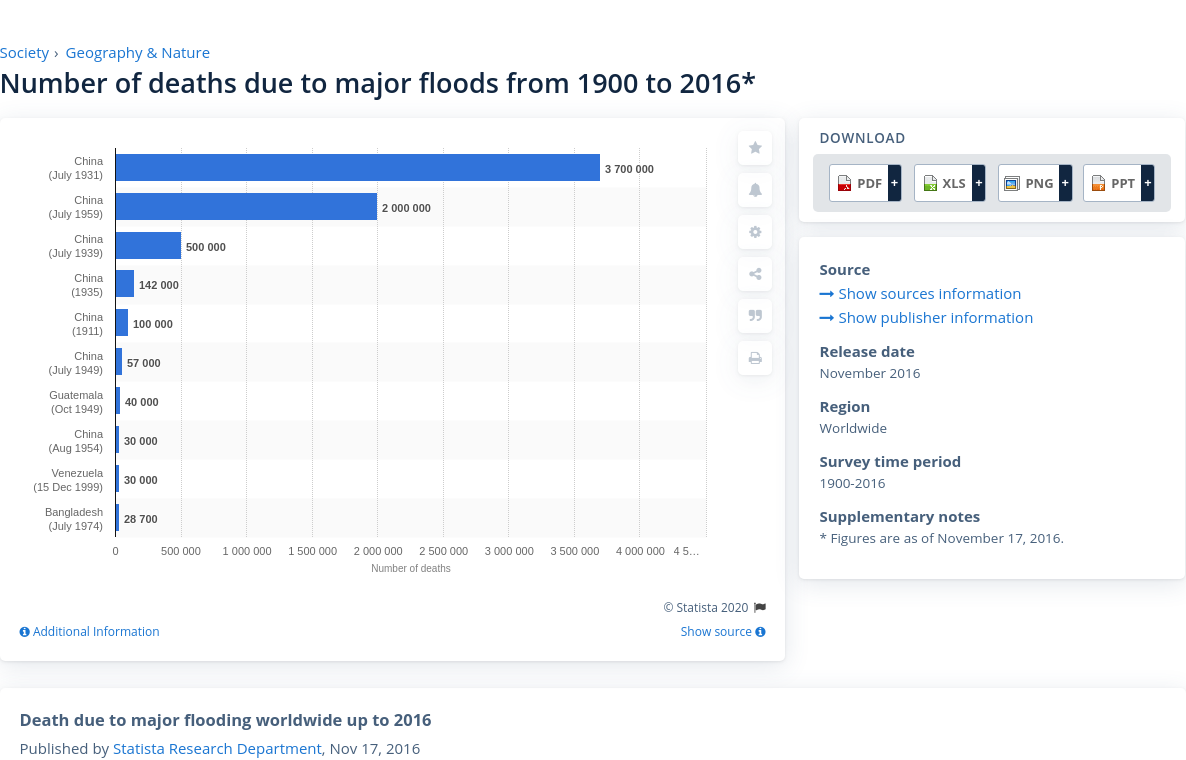 Society › Geography & Nature
Number of deaths due to major floods from 1900 to 2016*
China
(July 1931)
3 700 000
China
(July 1959)
2 000 000
China
(July 1939)
500 000
China
(1935)
142 000
China
(1911)
100 000
China
(July 1949)
57 000
Guatemala
(Oct 1949)
40 000
China
(Aug 1954)
30 000
Venezuela
(15 Dec 1999)
30 000
Bangladesh
(July 1974)
28 700
0 500 000 1 000 000 1 500 000 2 000 000 2 500 000 3 000 000 3 500 000 4 000 000 4 5…
Number of deaths
© Statista 2020
Additional Information
Show source
DOWNLOAD
PDF + XLS + PNG + PPT +
Source
Show sources information
Show publisher information
Release date
November 2016
Region
Worldwide
Survey time period
1900-2016
Supplementary notes
* Figures are as of November 17, 2016.
Death due to major flooding worldwide up to 2016
Published by Statista Research Department, Nov 17, 2016